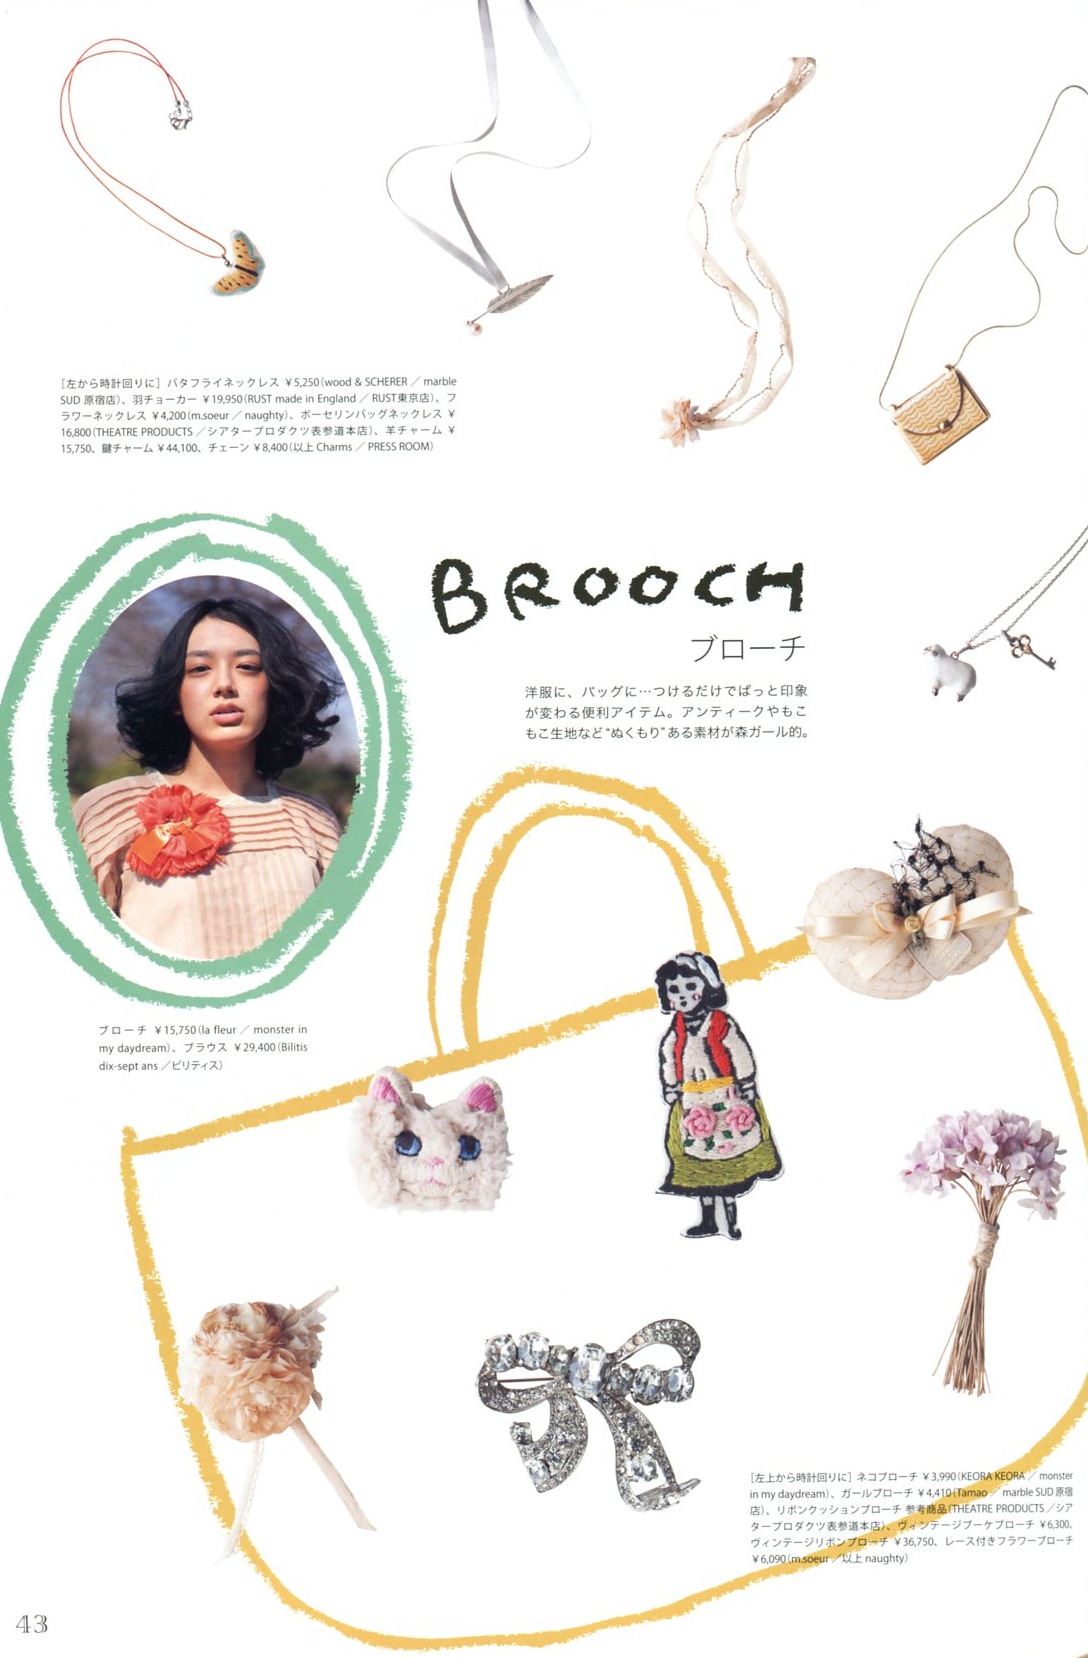 [左から時計回りに] バタフライネックレス ¥5,250(wood & SCHERER / marble
SUD 原宿店)、羽チョーカー ¥19,950(RUST made in England / RUST東京店)、フ
ラワーネックレス ¥4,200(m.soeur / naughty)、ポーセリンバッグネックレス ¥
16,800(THEATRE PRODUCTS / シアタープロダクツ表参道本店)、羊チャーム ¥
15,750、鍵チャーム ¥44,100、チェーン ¥8,400(以上 Charms / PRESS ROOM)
BROOCH
ブローチ
洋服に、バッグに…つけるだけでぱっと印象
が変わる便利アイテム。アンティークやもこ
もこ生地など“ぬくもり”ある素材が森ガール的。
ブローチ ¥15,750(la fleur / monster in
my daydream)、ブラウス ¥29,400(Bilitis
dix-sept ans / ビリティス)
[左上から時計回りに] ネコブローチ ¥3,990(KEORA KEORA / monster
in my daydream)、ガールブローチ ¥4,410(Tamao / marble SUD 原宿
店)、リボンクッションブローチ 参考商品(THEATRE PRODUCTS / シア
タープロダクツ表参道本店)、ヴィンテージブーケブローチ ¥6,300、
ヴィンテージリボンブローチ ¥36,750、レース付きフラワーブローチ
¥6,090(m.soeur / 以上 naughty)
43